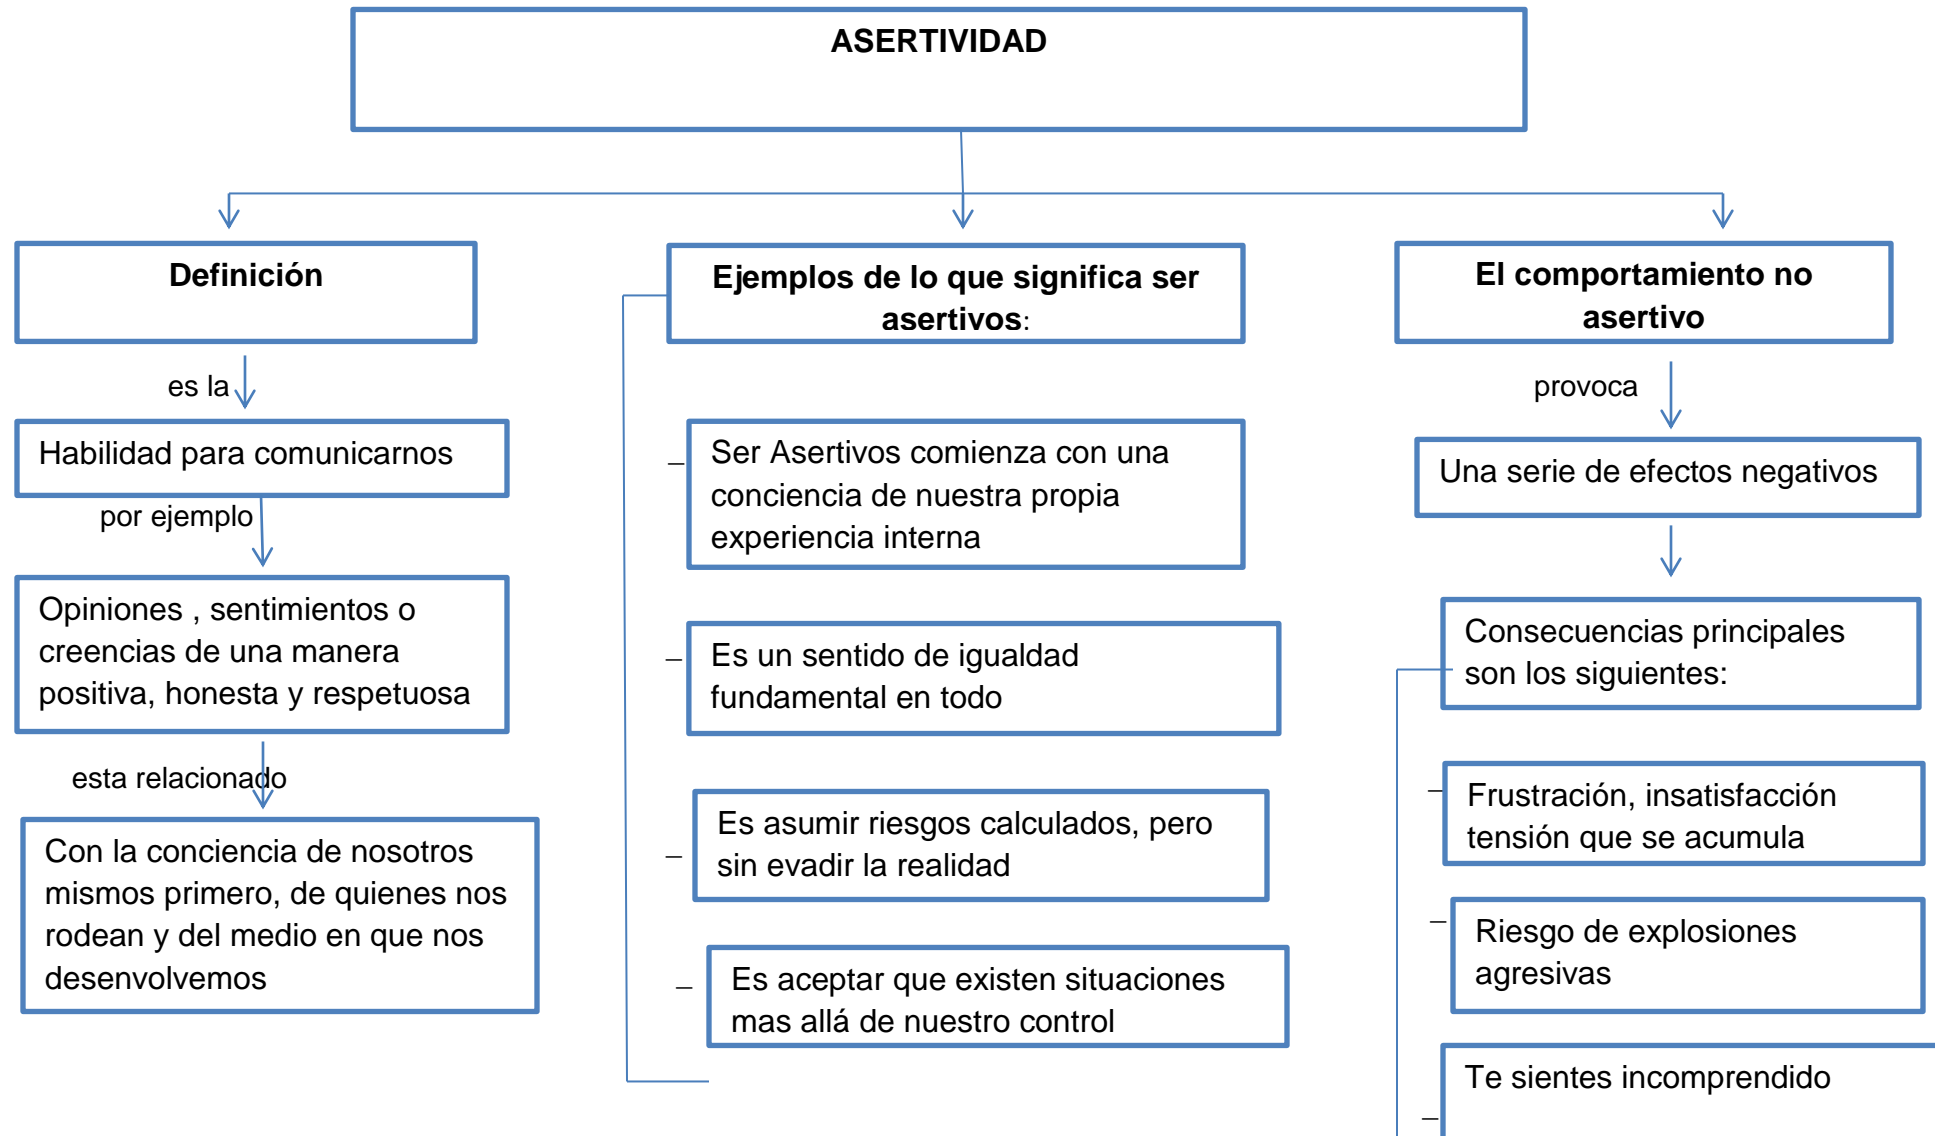 ASERTIVIDAD
Definición
es la
Habilidad para comunicarnos
por ejemplo
Opiniones , sentimientos o
creencias de una manera
positiva, honesta y respetuosa
esta relacionado
Con la conciencia de nosotros
mismos primero, de quienes nos
rodean y del medio en que nos
desenvolvemos
Ejemplos de lo que significa ser
asertivos:
Ser Asertivos comienza con una
conciencia de nuestra propia
experiencia interna
Es un sentido de igualdad
fundamental en todo
Es asumir riesgos calculados, pero
sin evadir la realidad
Es aceptar que existen situaciones
mas allá de nuestro control
El comportamiento no
asertivo
provoca
Una serie de efectos negativos
Consecuencias principales
son los siguientes:
Frustración, insatisfacción
tensión que se acumula
Riesgo de explosiones
agresivas
Te sientes incomprendido